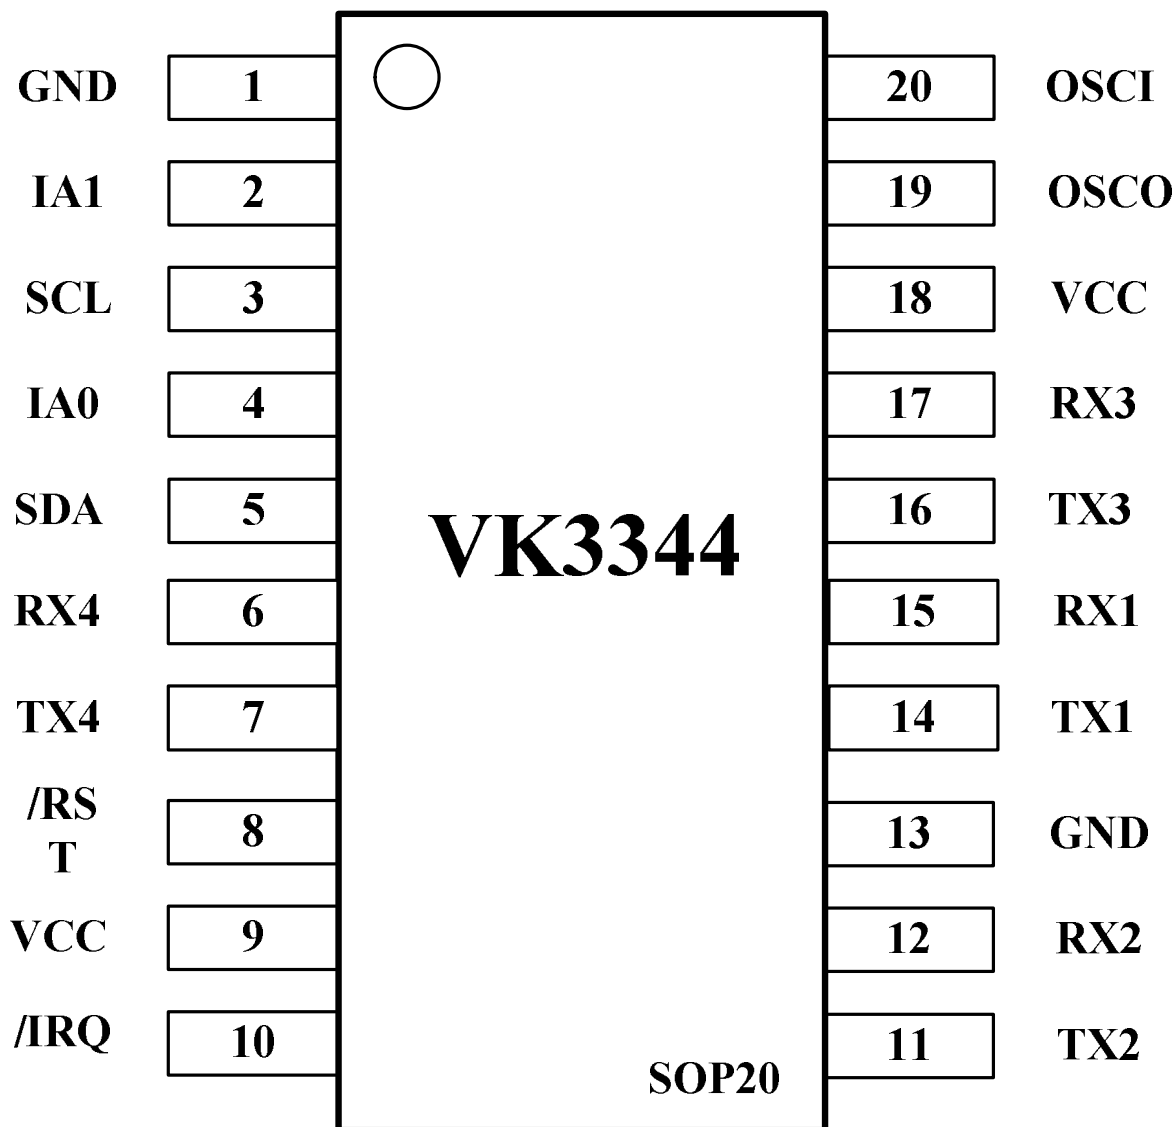 GND 1 20 OSCI
IA1 2 19 OSCO
SCL 3 18 VCC
IA0 4 17 RX3
SDA 5 16 TX3
VK3344
RX4 6 15 RX1
TX4 7 14 TX1
/RS
T
8 13 GND
VCC 9 12 RX2
/IRQ 10 11 TX2
SOP20